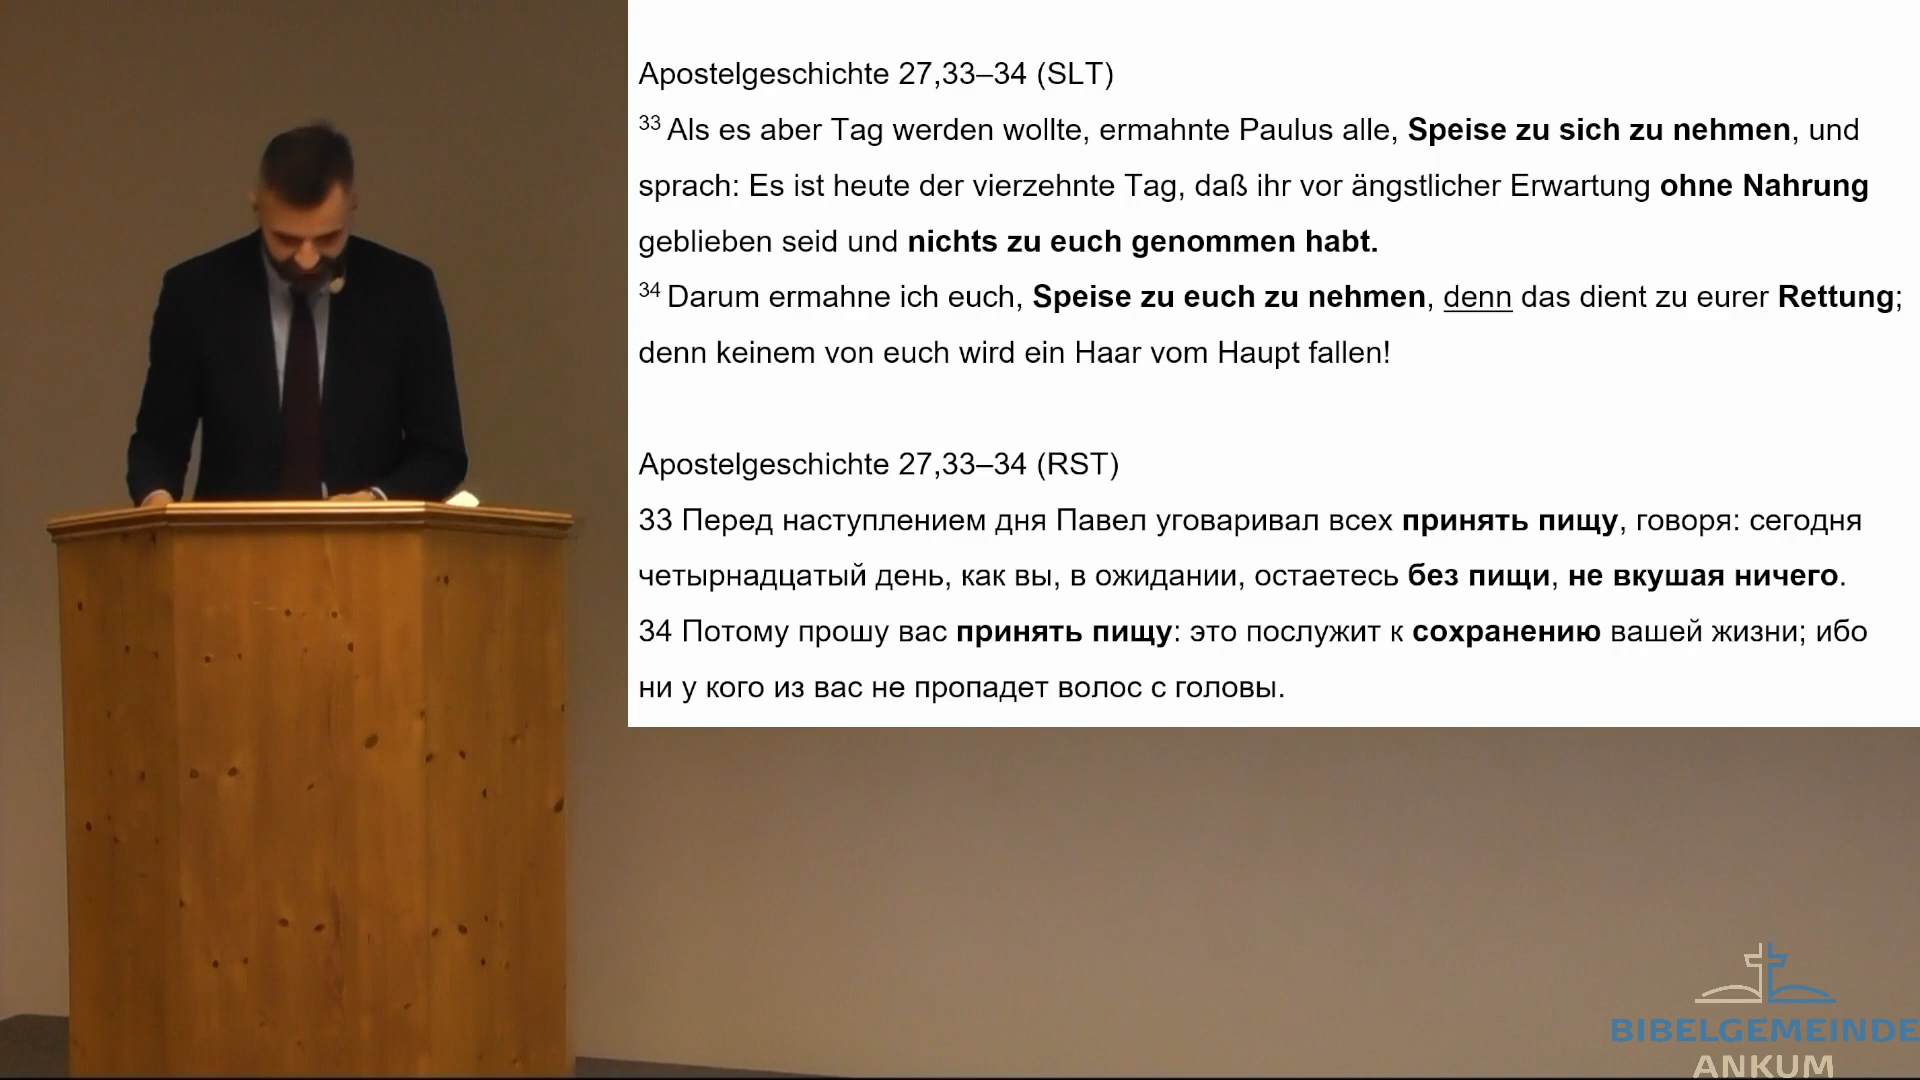 Apostelgeschichte 27,33–34 (SLT)
33 Als es aber Tag werden wollte, ermahnte Paulus alle, Speise zu sich zu nehmen, und
sprach: Es ist heute der vierzehnte Tag, daß ihr vor ängstlicher Erwartung ohne Nahrung
geblieben seid und nichts zu euch genommen habt.
34 Darum ermahne ich euch, Speise zu euch zu nehmen, denn das dient zu eurer Rettung;
denn keinem von euch wird ein Haar vom Haupt fallen!
Apostelgeschichte 27,33–34 (RST)
33 Перед наступлением дня Павел уговаривал всех принять пищу, говоря: сегодня
четырнадцатый день, как вы, в ожидании, остаетесь без пищи, не вкушая ничего.
34 Потому прошу вас принять пищу: это послужит к сохранению вашей жизни; ибо
ни у кого из вас не пропадет волос с головы.
BIBELGEMEINDE
ANKUM